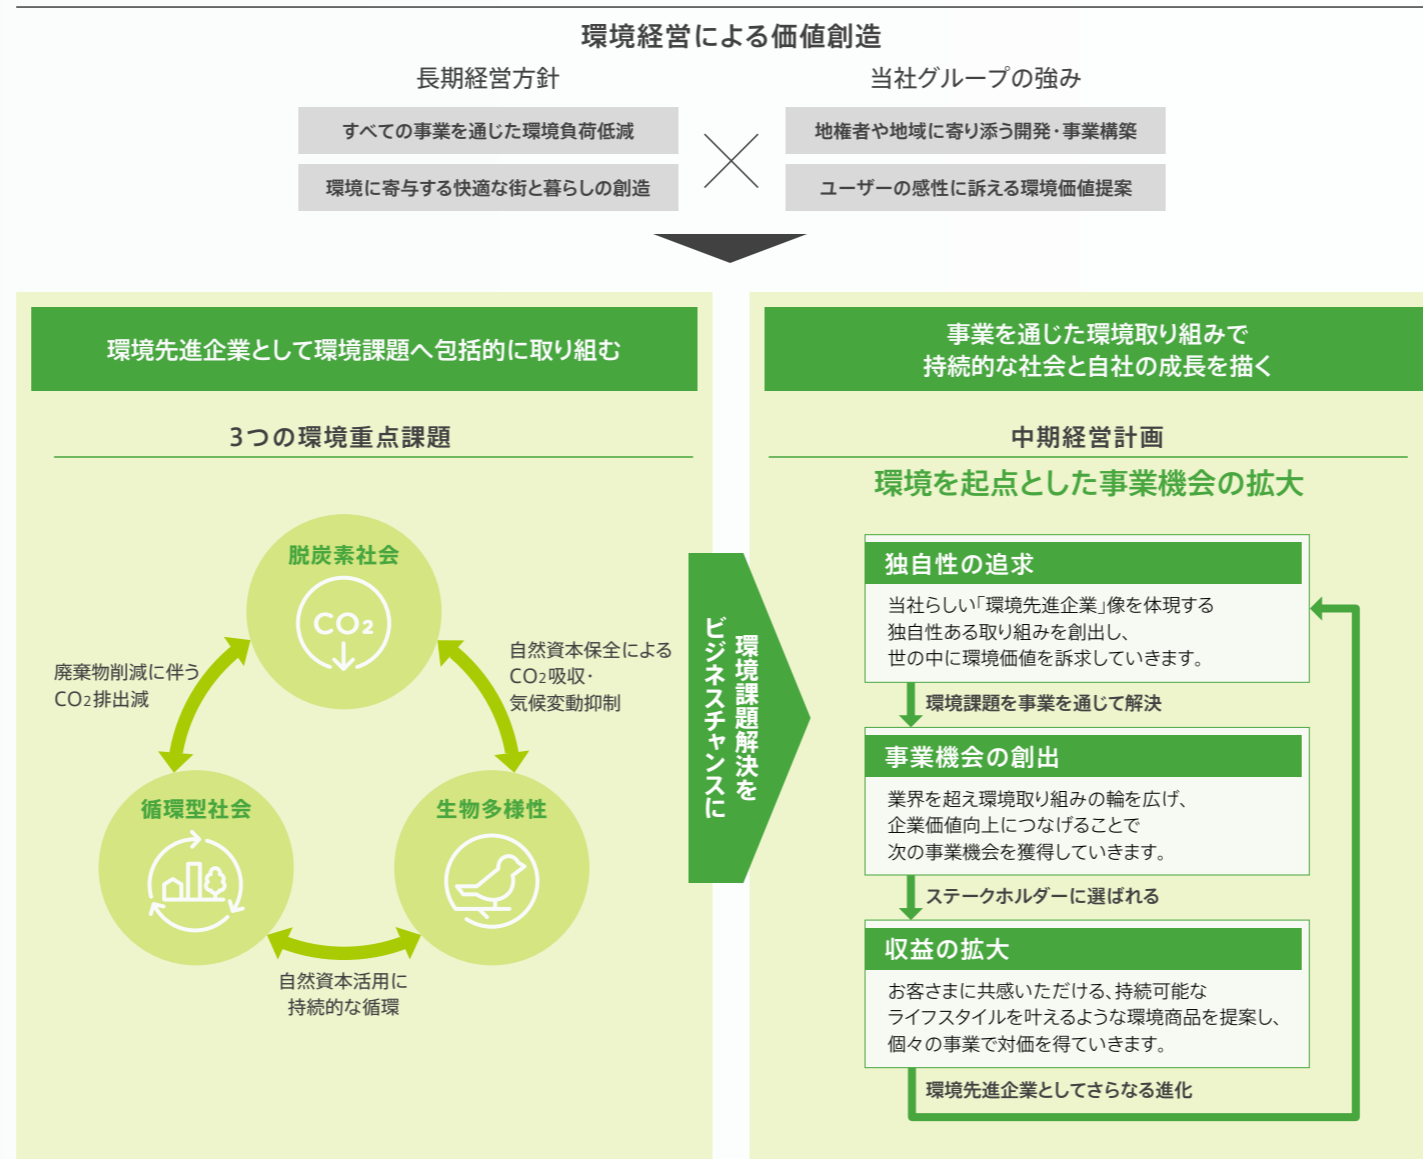 環境経営による価値創造
長期経営方針
すべての事業を通じた環境負荷低減
環境に寄与する快適な街と暮らしの創造
当社グループの強み
地権者や地域に寄り添う開発・事業構築
ユーザーの感性に訴える環境価値提案
環境先進企業として環境課題へ包括的に取り組む
3つの環境重点課題
脱炭素社会
CO2
廃棄物削減に伴う
CO2排出減
自然資本保全による
CO2吸収・
気候変動抑制
循環型社会
生物多様性
自然資本活用に
持続的な循環
環境課題解決を
ビジネスチャンスに
事業を通じた環境取り組みで
持続的な社会と自社の成長を描く
中期経営計画
環境を起点とした事業機会の拡大
独自性の追求
当社らしい「環境先進企業」像を体現する
独自性ある取り組みを創出し、
世の中に環境価値を訴求していきます。
環境課題を事業を通じて解決
事業機会の創出
業界を超え環境取り組みの輪を広げ、
企業価値向上につなげることで
次の事業機会を獲得していきます。
ステークホルダーに選ばれる
収益の拡大
お客さまに共感いただける、持続可能な
ライフスタイルを叶えるような環境商品を提案し、
個々の事業で対価を得ていきます。
環境先進企業としてさらなる進化